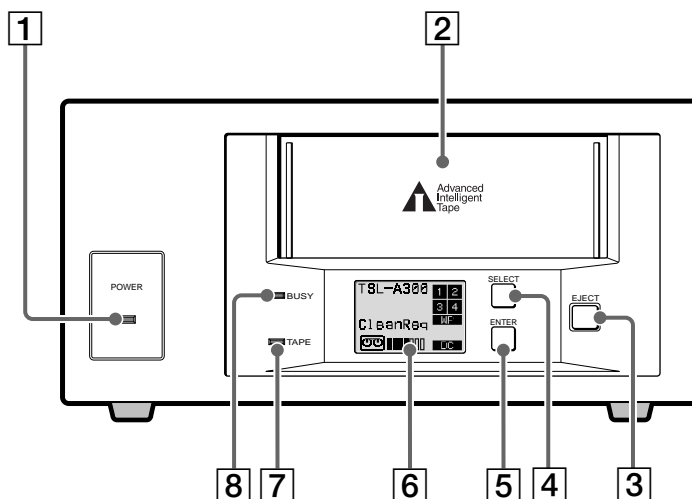 1
2
Advanced
Intelligent
Tape
POWER
BUSY
TAPE
TSL-A300
1 2
3 4
WP
CleanReq
DC
SELECT
ENTER
EJECT
8
7
6
5
4
3